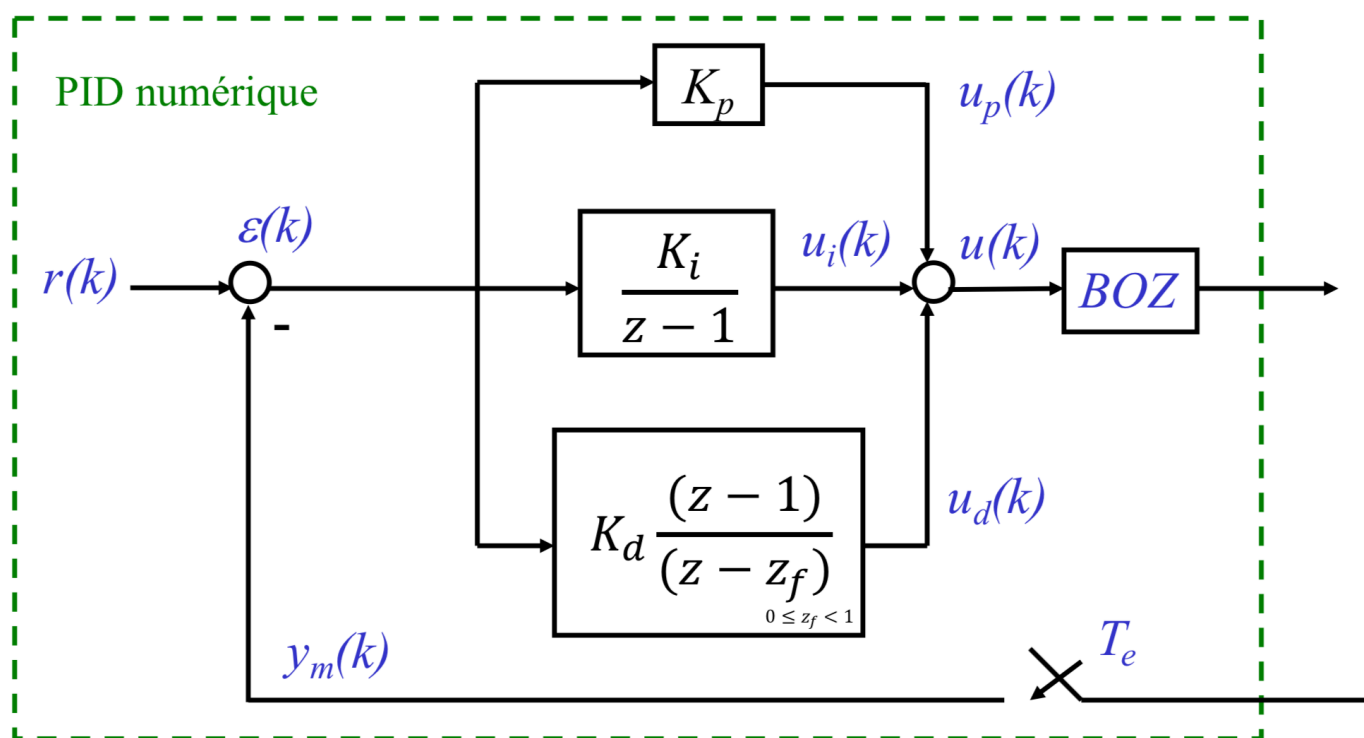 PID numérique
K_p
u_p(k)
r(k)
ε(k)
-
K_i
z − 1
u_i(k)
u(k)
BOZ
K_d (z − 1)
(z − z_f)
0 ≤ z_f < 1
u_d(k)
y_m(k)
T_e